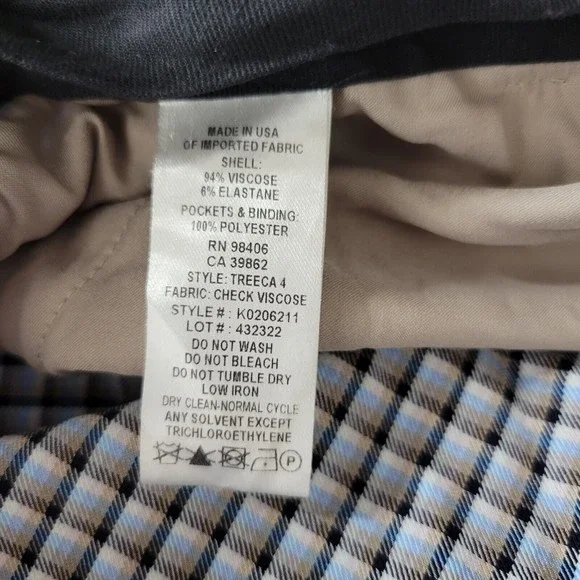 MADE IN USA
OF IMPORTED FABRIC
SHELL:
94% VISCOSE
6% ELASTANE
POCKETS & BINDING:
100% POLYESTER
RN 98406
CA 39862
STYLE: TREECA 4
FABRIC: CHECK VISCOSE
STYLE # : K0206211
LOT # : 432322
DO NOT WASH
DO NOT BLEACH
DO NOT TUMBLE DRY
LOW IRON
DRY CLEAN-NORMAL CYCLE
ANY SOLVENT EXCEPT
TRICHLOROETHYLENE
P